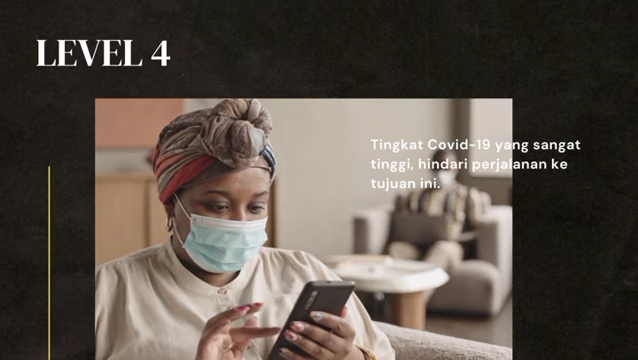 LEVEL 4
Tingkat Covid-19 yang sangat
tinggi, hindari perjalanan ke
tujuan ini.